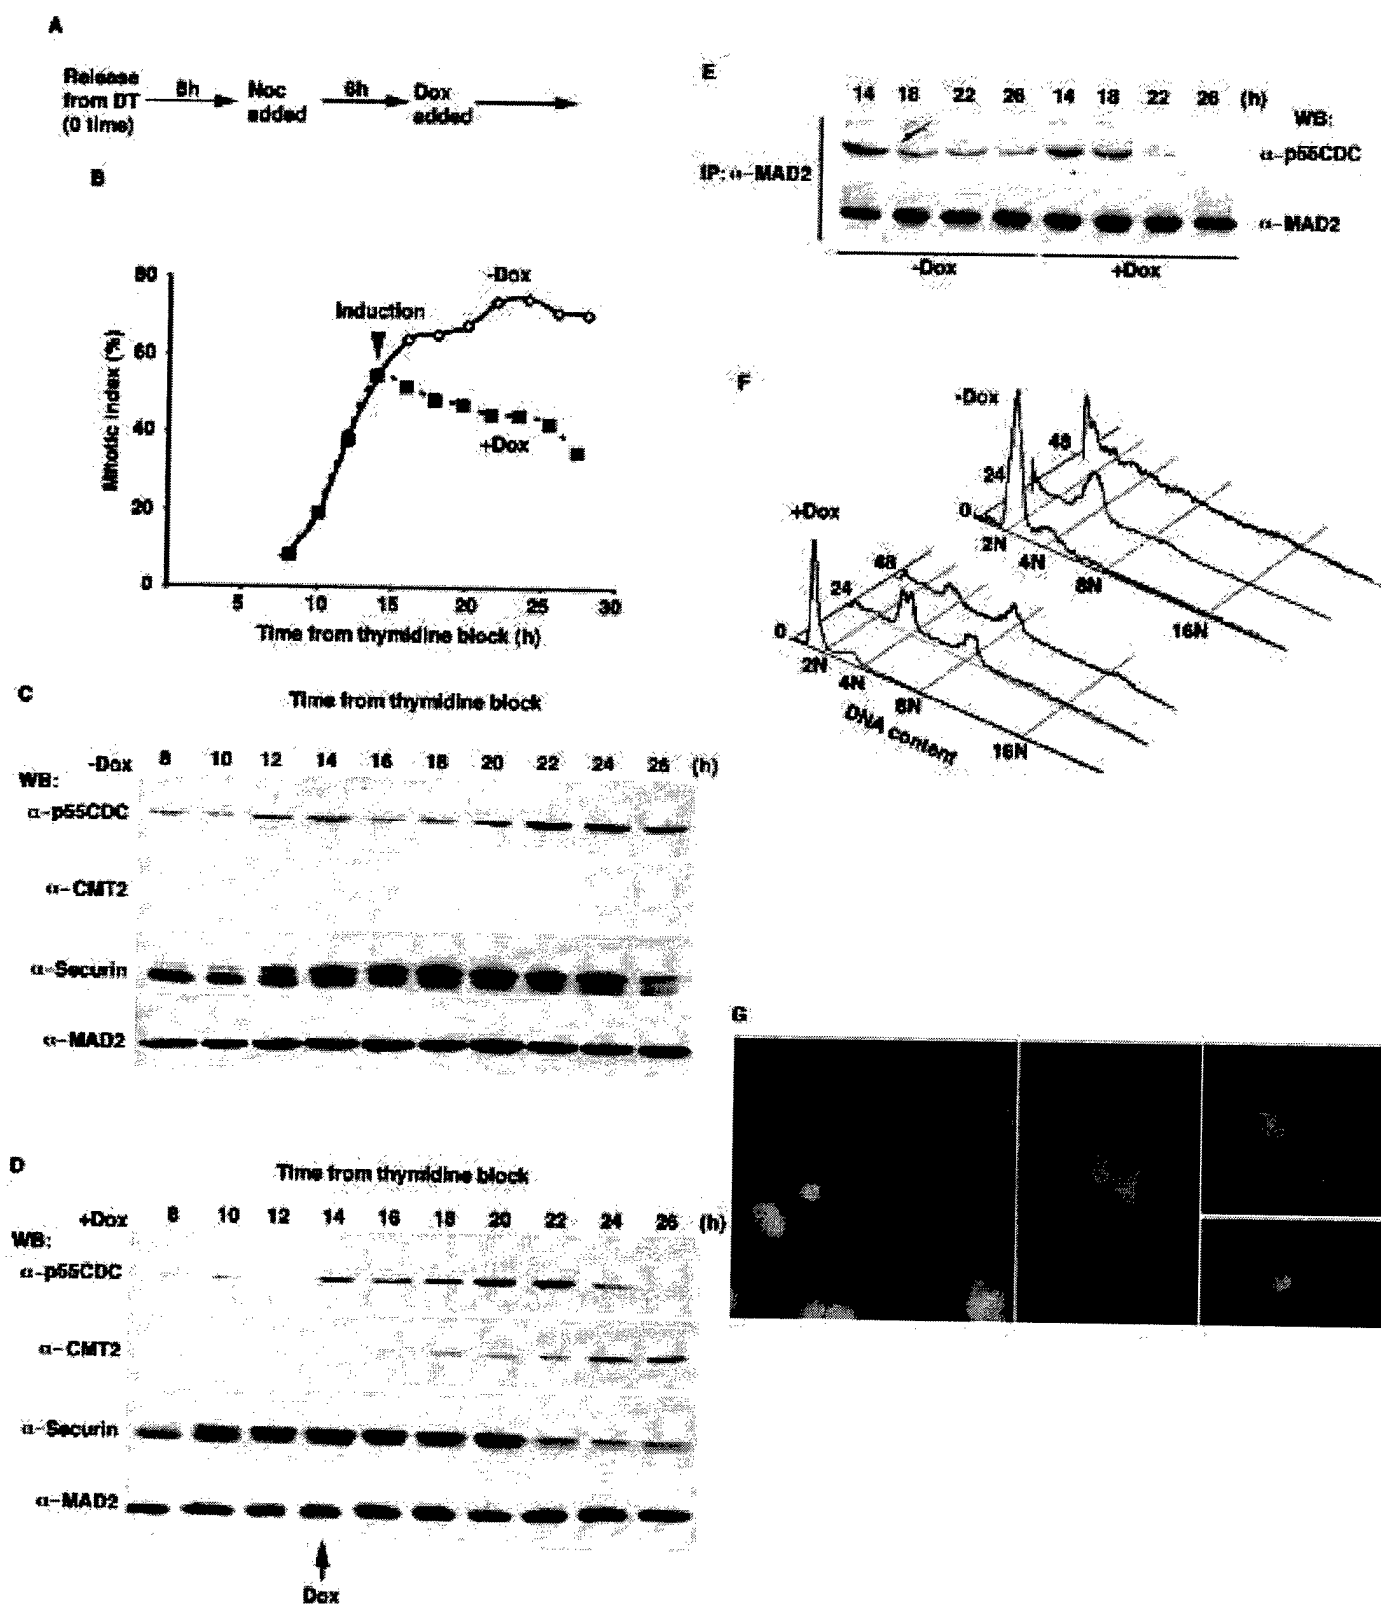 A
Release from DT (0 time)
8h
Noc added
6h
Dox added
B
80
60
40
20
0
Mitotic index (%)
Induction
-Dox
+Dox
5 10 15 20 25 30
Time from thymidine block (h)
C
Time from thymidine block
-Dox 8 10 12 14 16 18 20 22 24 26 (h)
WB:
α-p55CDC
α-CMT2
α-Securin
α-MAD2
D
Time from thymidine block
+Dox 8 10 12 14 16 18 20 22 24 26 (h)
WB:
α-p55CDC
α-CMT2
α-Securin
α-MAD2
Dox
E
14 18 22 26 14 18 22 26 (h)
WB:
IP: α-MAD2
α-p55CDC
α-MAD2
-Dox +Dox
F
-Dox
48
24
0
2N
4N
8N
16N
+Dox
48
24
0
2N
4N
8N
16N
DNA content
G